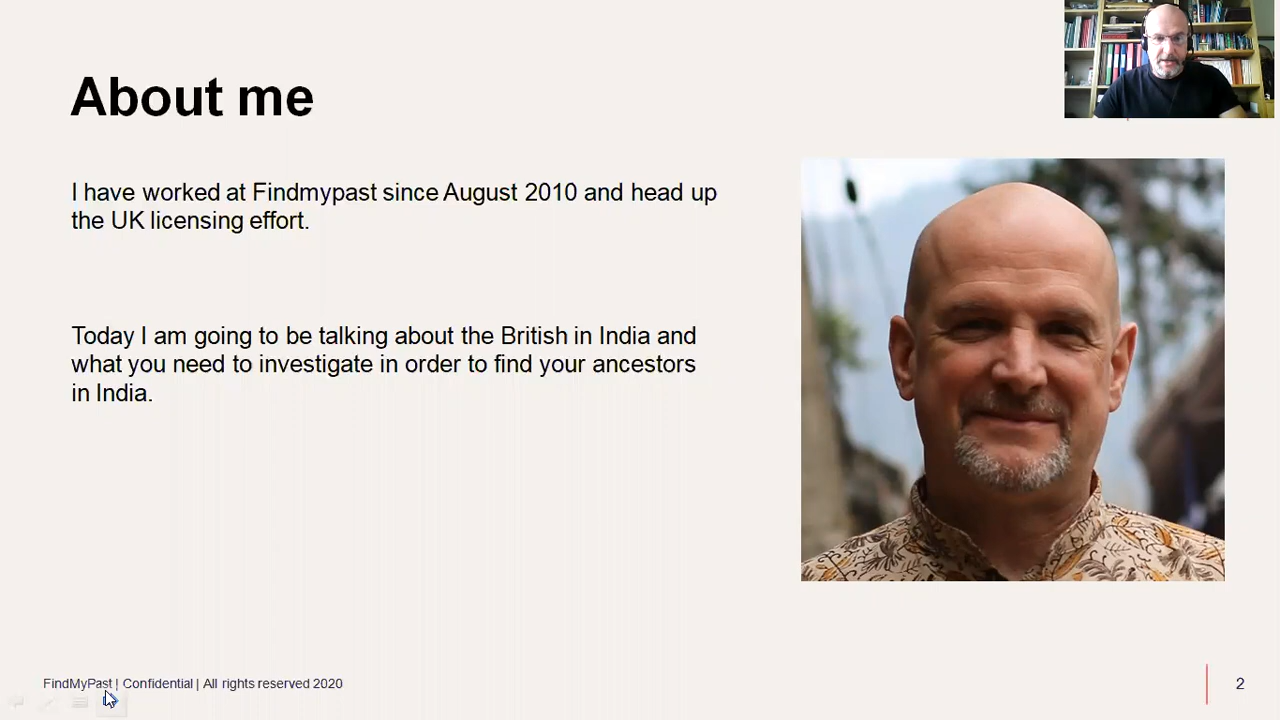 About me
I have worked at Findmypast since August 2010 and head up
the UK licensing effort.
Today I am going to be talking about the British in India and
what you need to investigate in order to find your ancestors
in India.
FindMyPast | Confidential | All rights reserved 2020
2